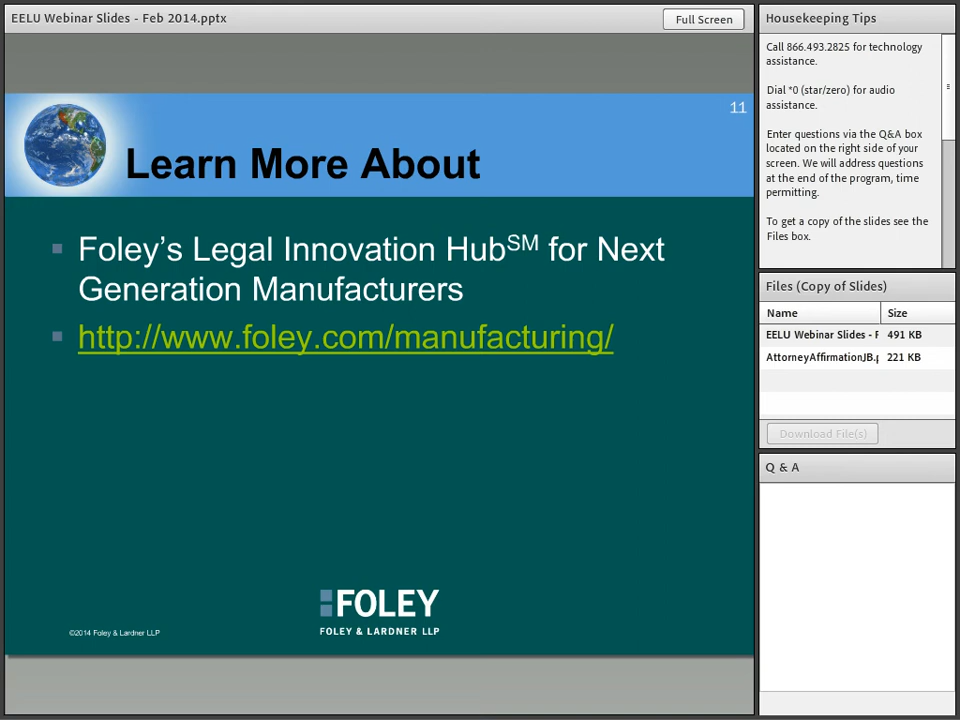 EELU Webinar Slides - Feb 2014.pptx
Full Screen
11
Learn More About
Foley's Legal Innovation Hub℠ for Next
Generation Manufacturers
http://www.foley.com/manufacturing/
FOLEY
FOLEY & LARDNER LLP
©2014 Foley & Lardner LLP
Housekeeping Tips
Call 866.493.2825 for technology
assistance.
Dial *0 (star/zero) for audio
assistance.
Enter questions via the Q&A box
located on the right side of your
screen. We will address questions
at the end of the program, time
permitting.
To get a copy of the slides see the
Files box.
Files (Copy of Slides)
Name Size
EELU Webinar Slides - F 491 KB
AttorneyAffirmationJB.p 221 KB
Download File(s)
Q & A